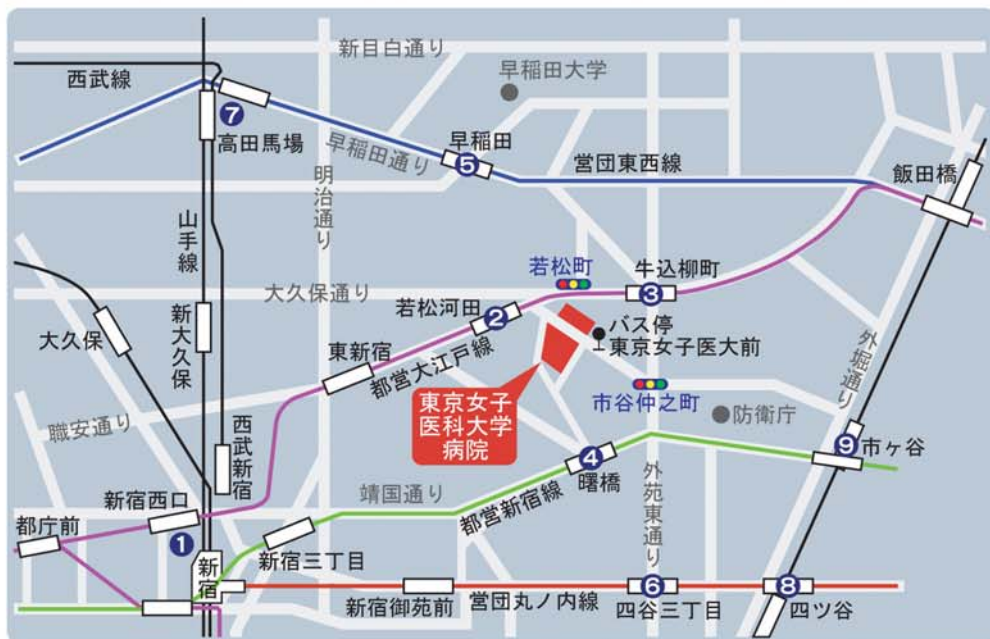 新目白通り
西武線
早稲田大学
7
高田馬場
早稲田通り
早稲田
5
営団東西線
飯田橋
明治通り
山手線
若松町
牛込柳町
3
大久保通り
若松河田
2
バス停
東京女子医大前
外堀通り
大久保
新大久保
東新宿
都営大江戸線
東京女子
医科大学
病院
市谷仲之町
防衛庁
職安通り
西武新宿
9
市ヶ谷
4
曙橋
靖国通り
都営新宿線
外苑東通り
新宿西口
都庁前
1
新宿
新宿三丁目
新宿御苑前
営団丸ノ内線
6
四谷三丁目
8
四ツ谷